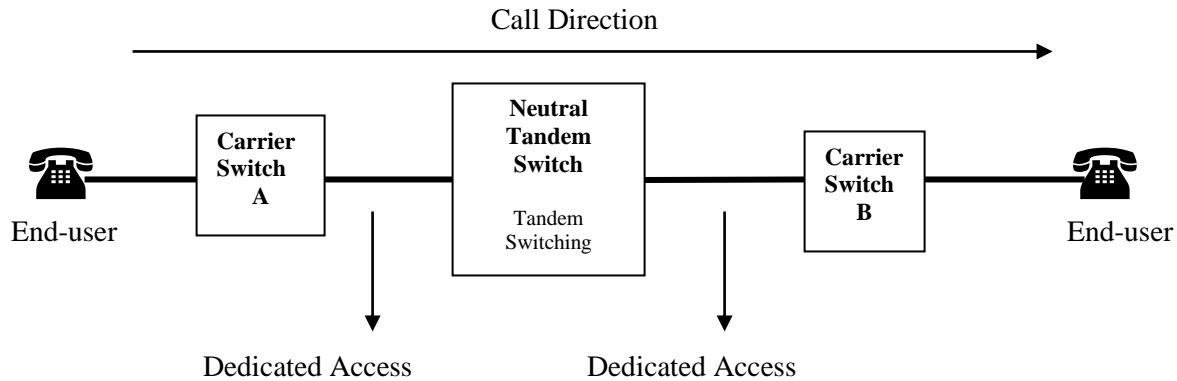 Call Direction
Neutral
Tandem
Switch
Tandem
Switching
Carrier
Switch
A
Carrier
Switch
B
End-user
End-user
Dedicated Access
Dedicated Access